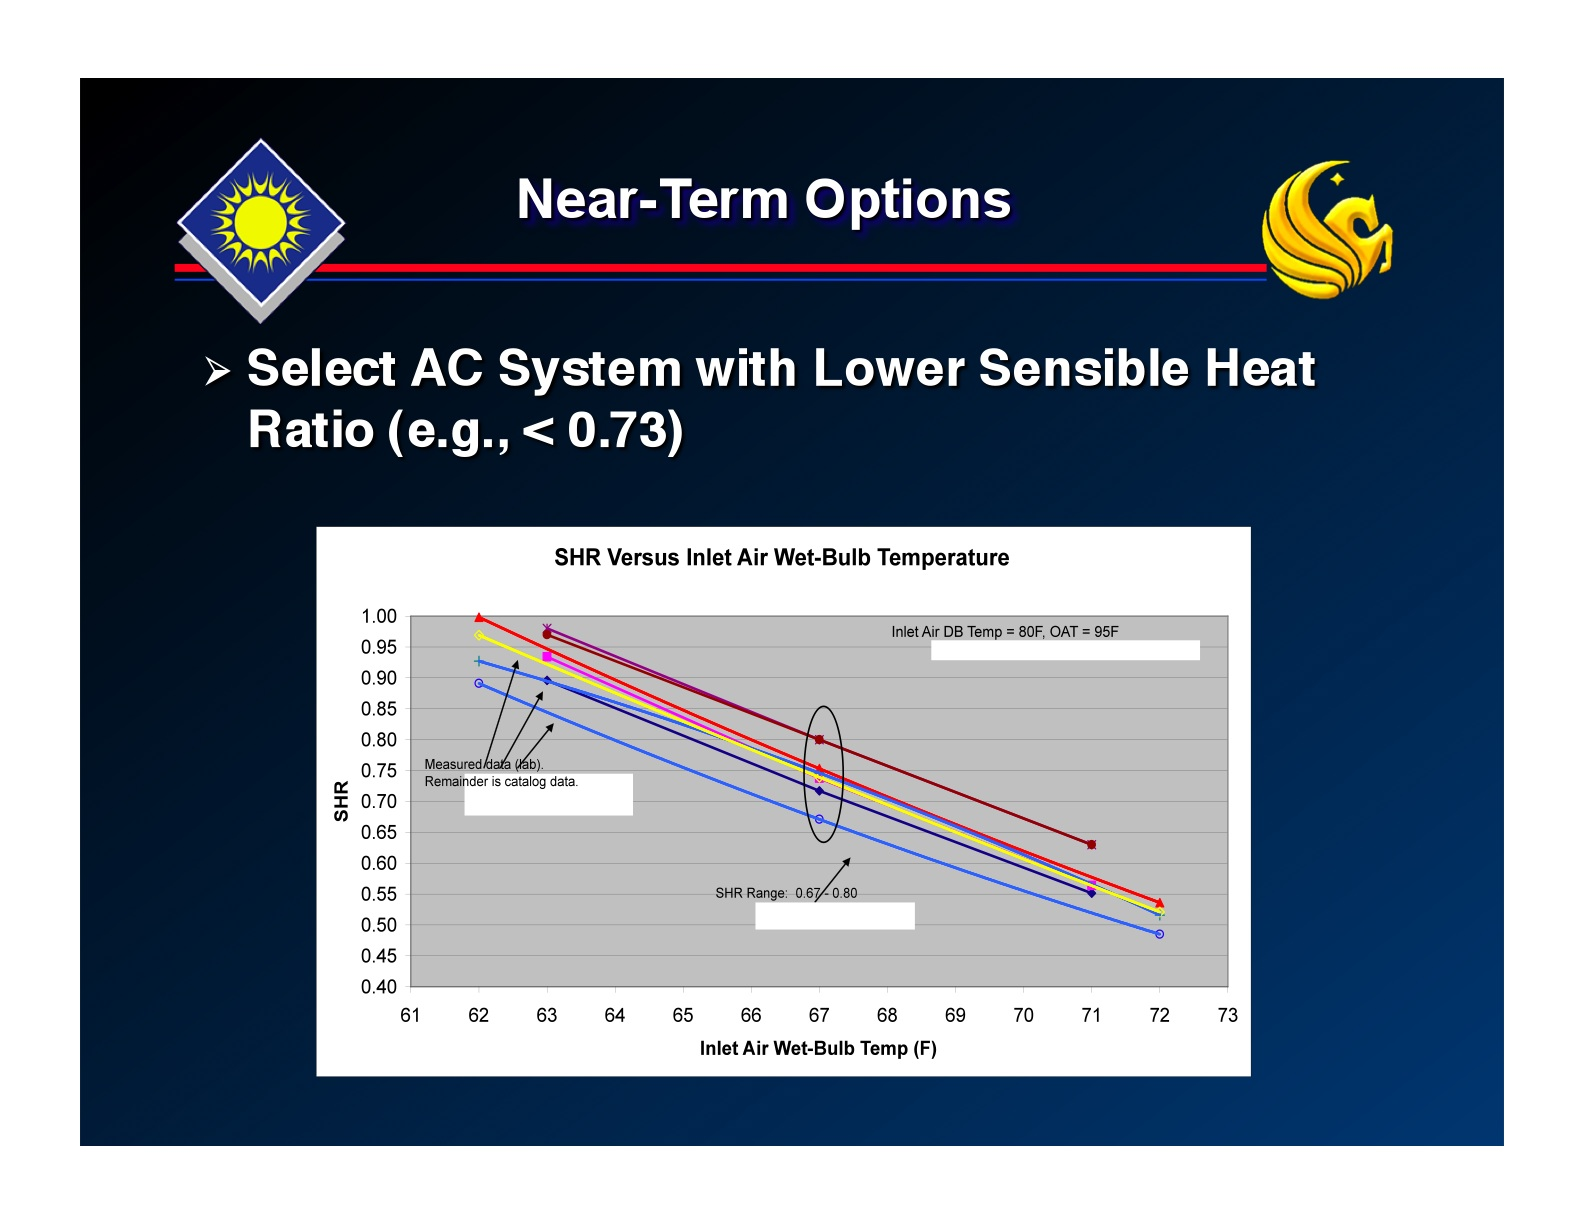 Near-Term Options
➢ Select AC System with Lower Sensible Heat
Ratio (e.g., < 0.73)
SHR Versus Inlet Air Wet-Bulb Temperature
Inlet Air DB Temp = 80F, OAT = 95F
1.00
0.95
0.90
0.85
0.80
0.75
0.70
0.65
0.60
0.55
0.50
0.45
0.40
SHR
Measured data (lab).
Remainder is catalog data.
SHR Range: 0.67 - 0.80
61 62 63 64 65 66 67 68 69 70 71 72 73
Inlet Air Wet-Bulb Temp (F)